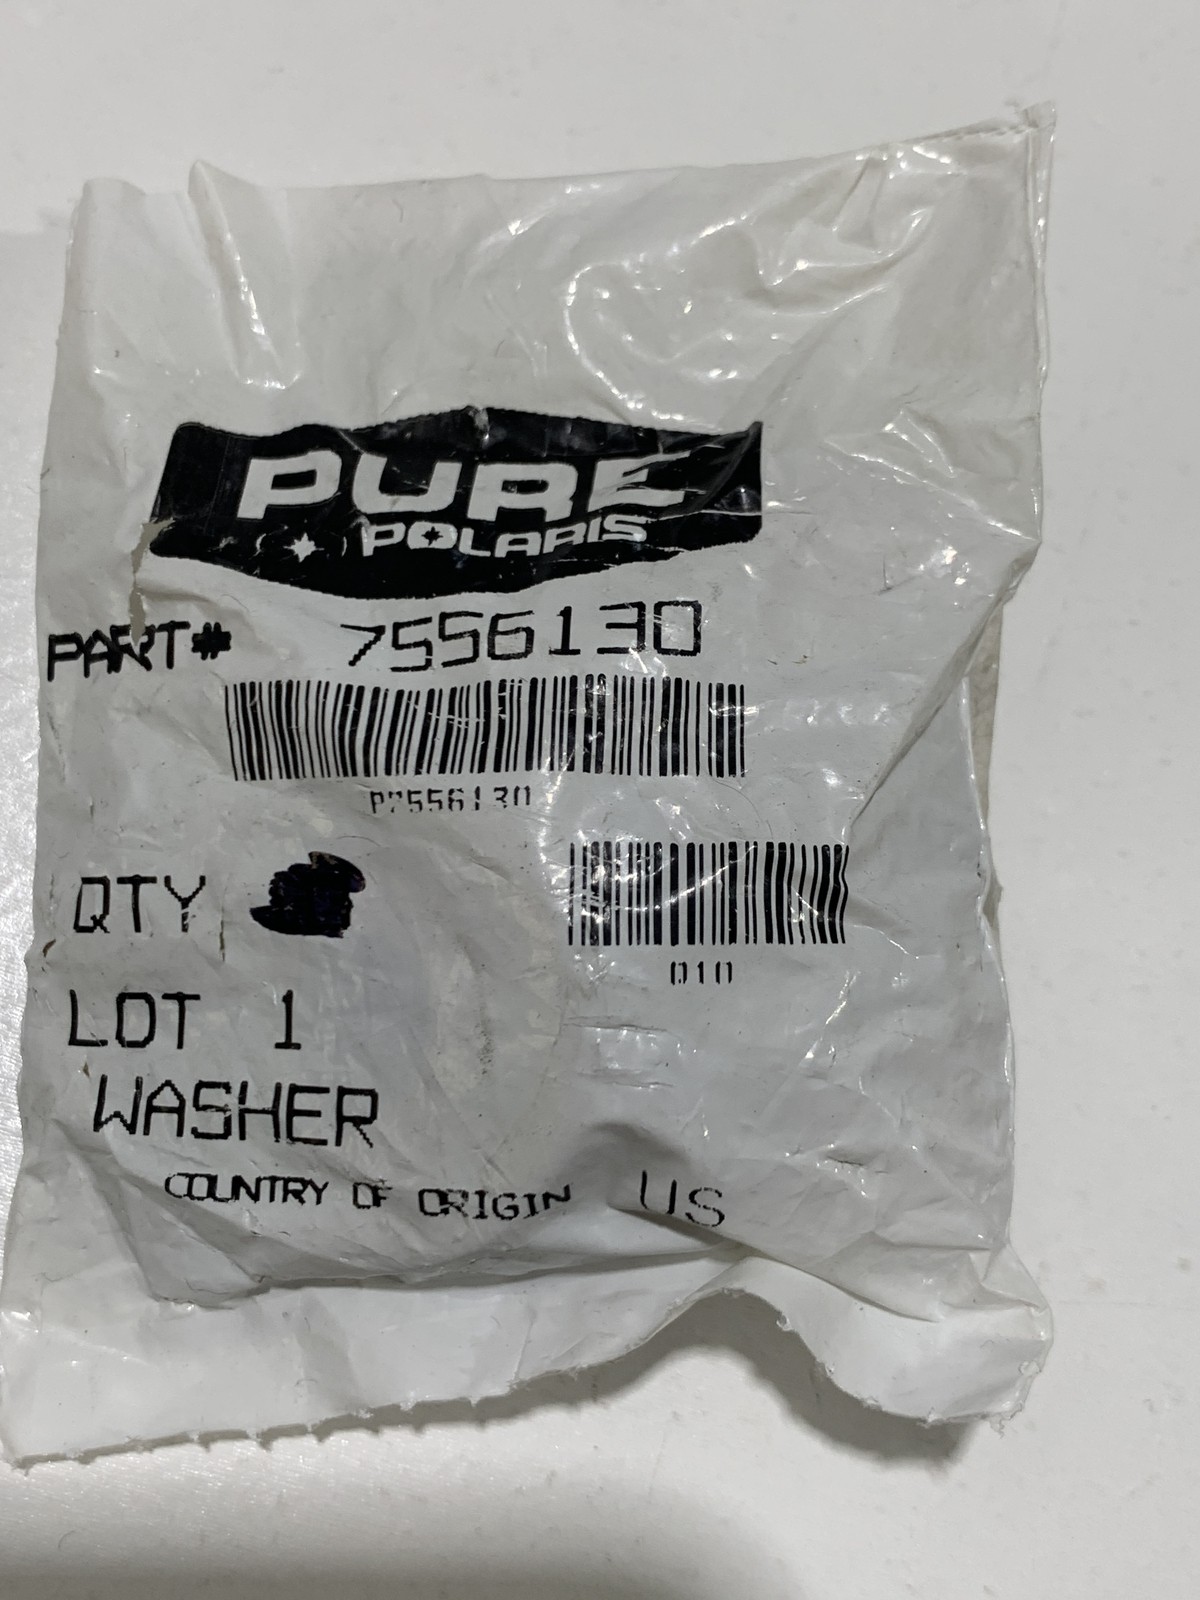 PURE
POLARIS
PART# 7556130
P7556130
QTY
010
LOT 1
WASHER
COUNTRY OF ORIGIN US